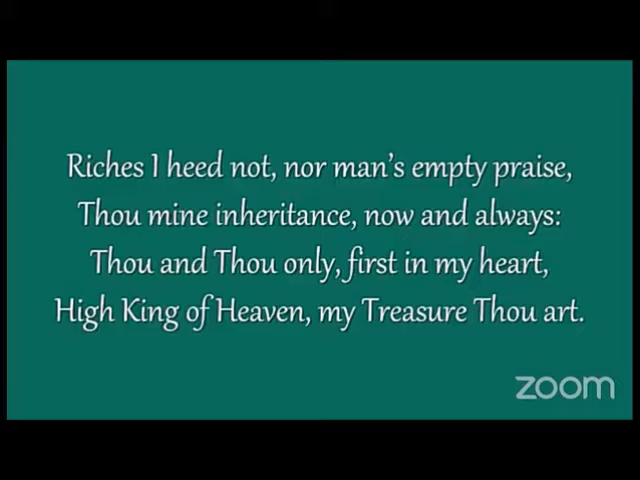 Riches I heed not, nor man's empty praise,
Thou mine inheritance, now and always:
Thou and Thou only, first in my heart,
High King of Heaven, my Treasure Thou art.
zoom